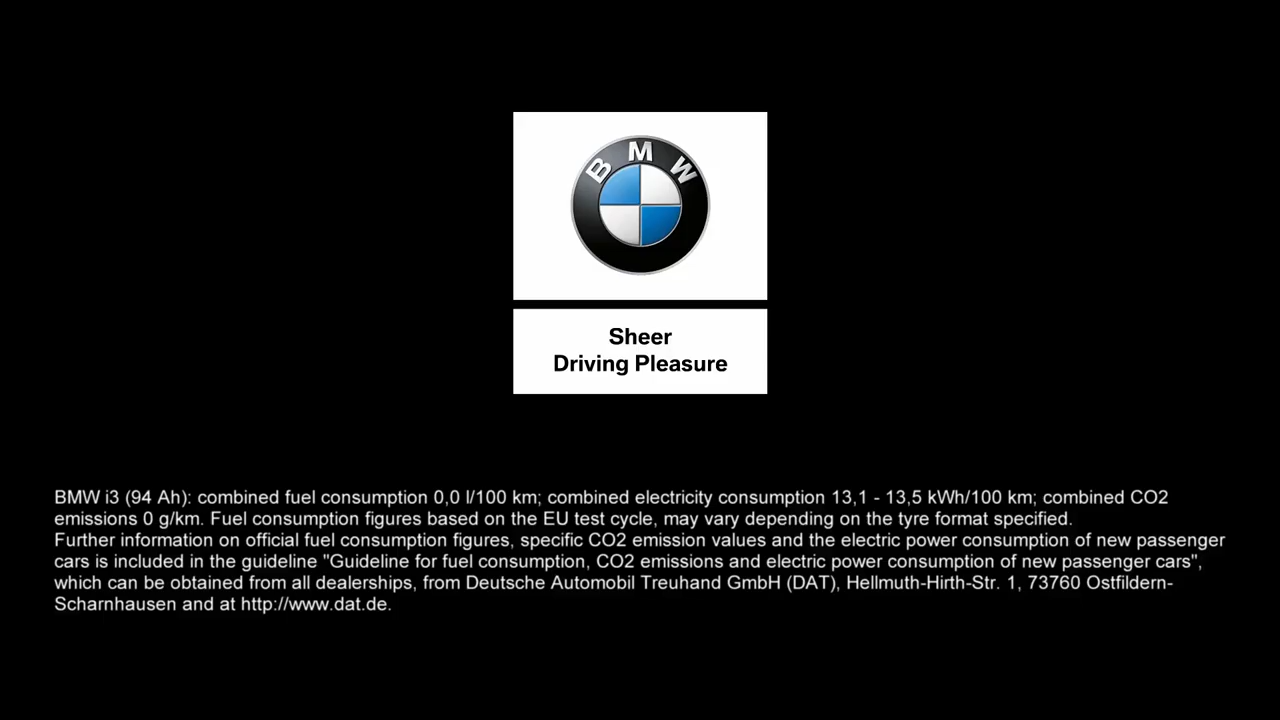 BMW
Sheer
Driving Pleasure
BMW i3 (94 Ah): combined fuel consumption 0,0 l/100 km; combined electricity consumption 13,1 - 13,5 kWh/100 km; combined CO2
emissions 0 g/km. Fuel consumption figures based on the EU test cycle, may vary depending on the tyre format specified.
Further information on official fuel consumption figures, specific CO2 emission values and the electric power consumption of new passenger
cars is included in the guideline "Guideline for fuel consumption, CO2 emissions and electric power consumption of new passenger cars",
which can be obtained from all dealerships, from Deutsche Automobil Treuhand GmbH (DAT), Hellmuth-Hirth-Str. 1, 73760 Ostfildern-
Scharnhausen and at http://www.dat.de.